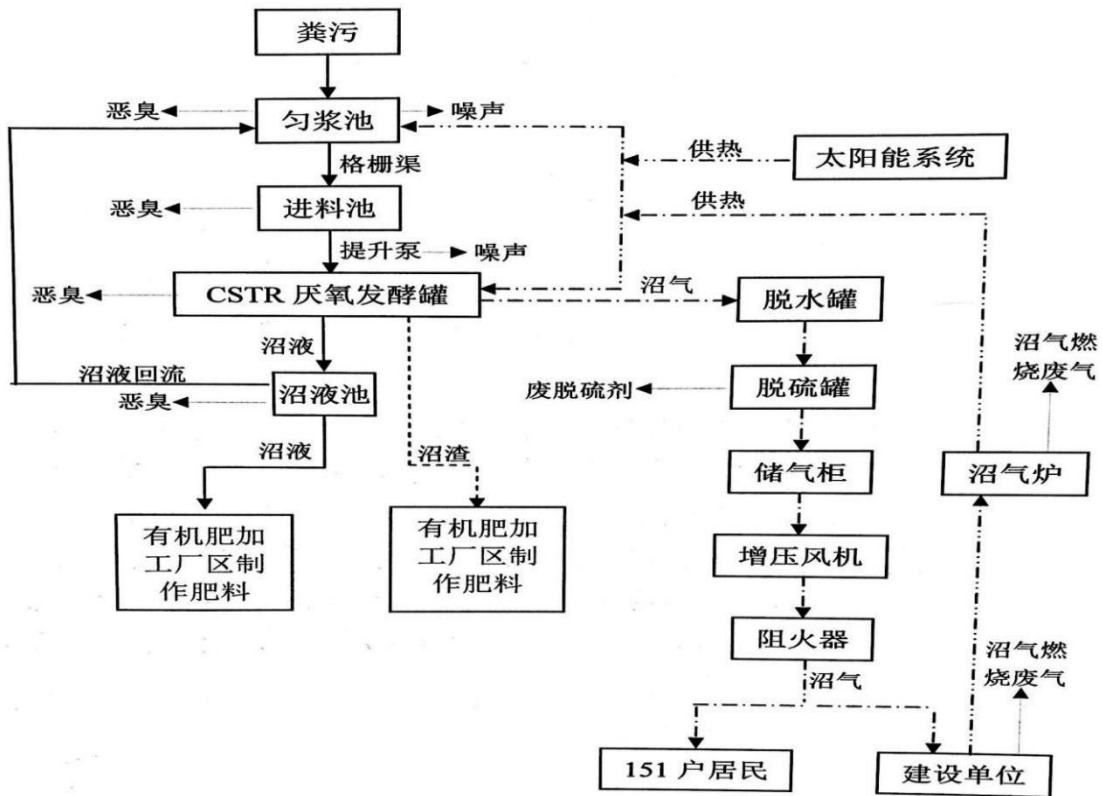 粪污
恶臭
匀浆池
噪声
供热
太阳能系统
格栅渠
恶臭
进料池
供热
提升泵
噪声
恶臭
CSTR 厌氧发酵罐
沼气
脱水罐
沼液
沼气燃
烧废气
沼液回流
沼液池
恶臭
废脱硫剂
脱硫罐
沼液
沼渣
储气柜
沼气炉
有机肥加
工厂区制
作肥料
有机肥加
工厂区制
作肥料
增压风机
阻火器
沼气
沼气燃
烧废气
151 户居民
建设单位